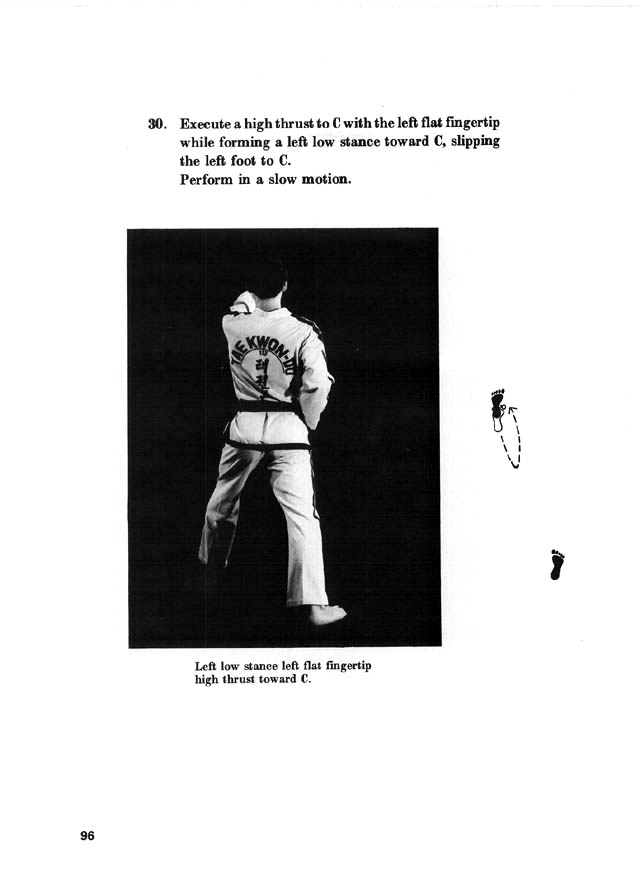 30. Execute a high thrust to C with the left flat fingertip
while forming a left low stance toward C, slipping
the left foot to C.
Perform in a slow motion.
TAE KWON-DO
태
권
Left low stance left flat fingertip
high thrust toward C.
96